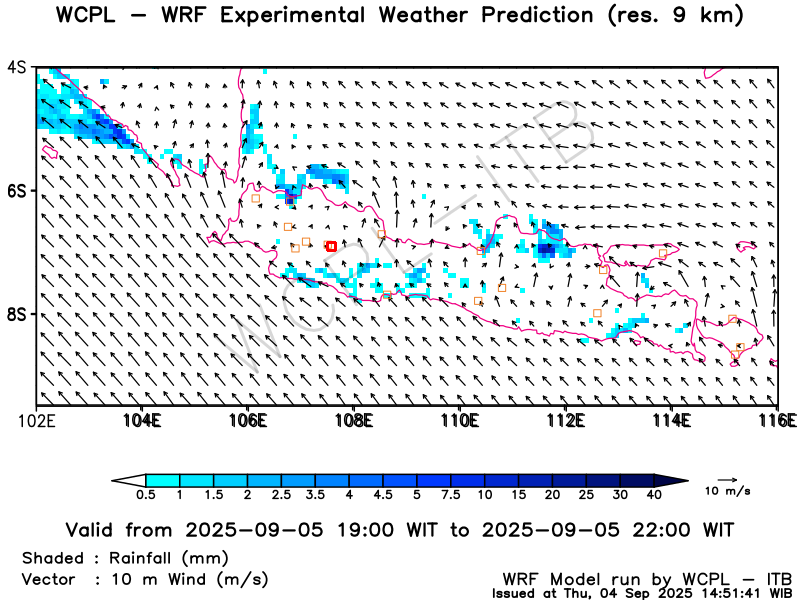 WCPL – WRF Experimental Weather Prediction (res. 9 km)
4S
6S
8S
WCPL–ITB
102E 104E 106E 108E 110E 112E 114E 116E
0.5 1 1.5 2 2.5 3.5 4 4.5 5 7.5 10 15 20 25 30 40
10 m/s
Valid from 2025–09–05 19:00 WIT to 2025–09–05 22:00 WIT
Shaded : Rainfall (mm)
Vector : 10 m Wind (m/s)
WRF Model run by WCPL – ITB
Issued at Thu, 04 Sep 2025 14:51:41 WIB